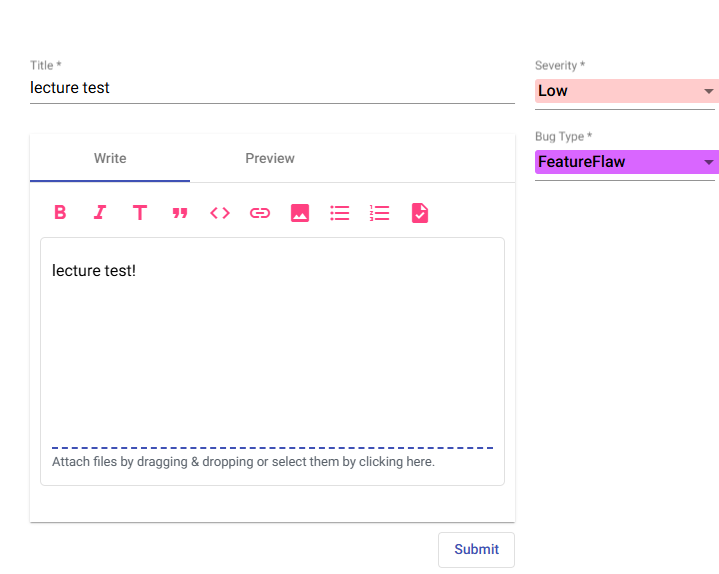 Title *
lecture test
Severity *
Low
Bug Type *
FeatureFlaw
Write Preview
lecture test!
Attach files by dragging & dropping or select them by clicking here.
Submit